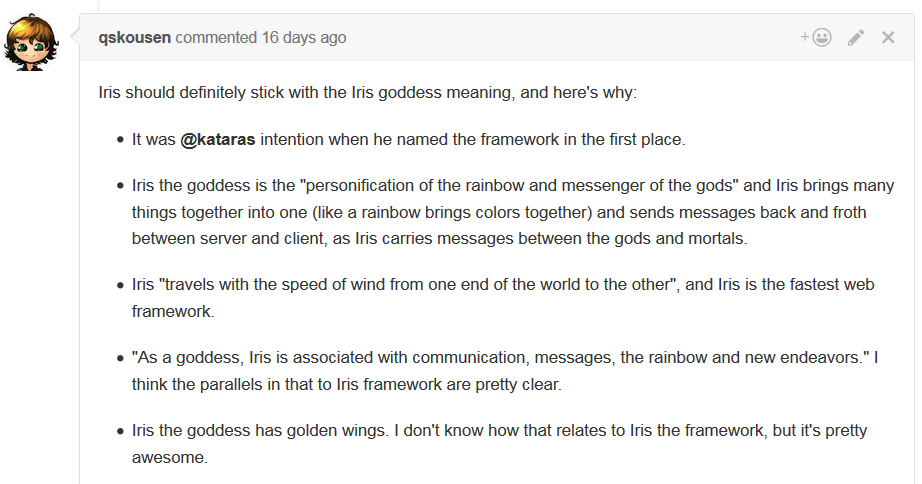 qskousen commented 16 days ago
Iris should definitely stick with the Iris goddess meaning, and here's why:
It was @kataras intention when he named the framework in the first place.
Iris the goddess is the "personification of the rainbow and messenger of the gods" and Iris brings many
things together into one (like a rainbow brings colors together) and sends messages back and froth
between server and client, as Iris carries messages between the gods and mortals.
Iris "travels with the speed of wind from one end of the world to the other", and Iris is the fastest web
framework.
"As a goddess, Iris is associated with communication, messages, the rainbow and new endeavors." I
think the parallels in that to Iris framework are pretty clear.
Iris the goddess has golden wings. I don't know how that relates to Iris the framework, but it's pretty
awesome.